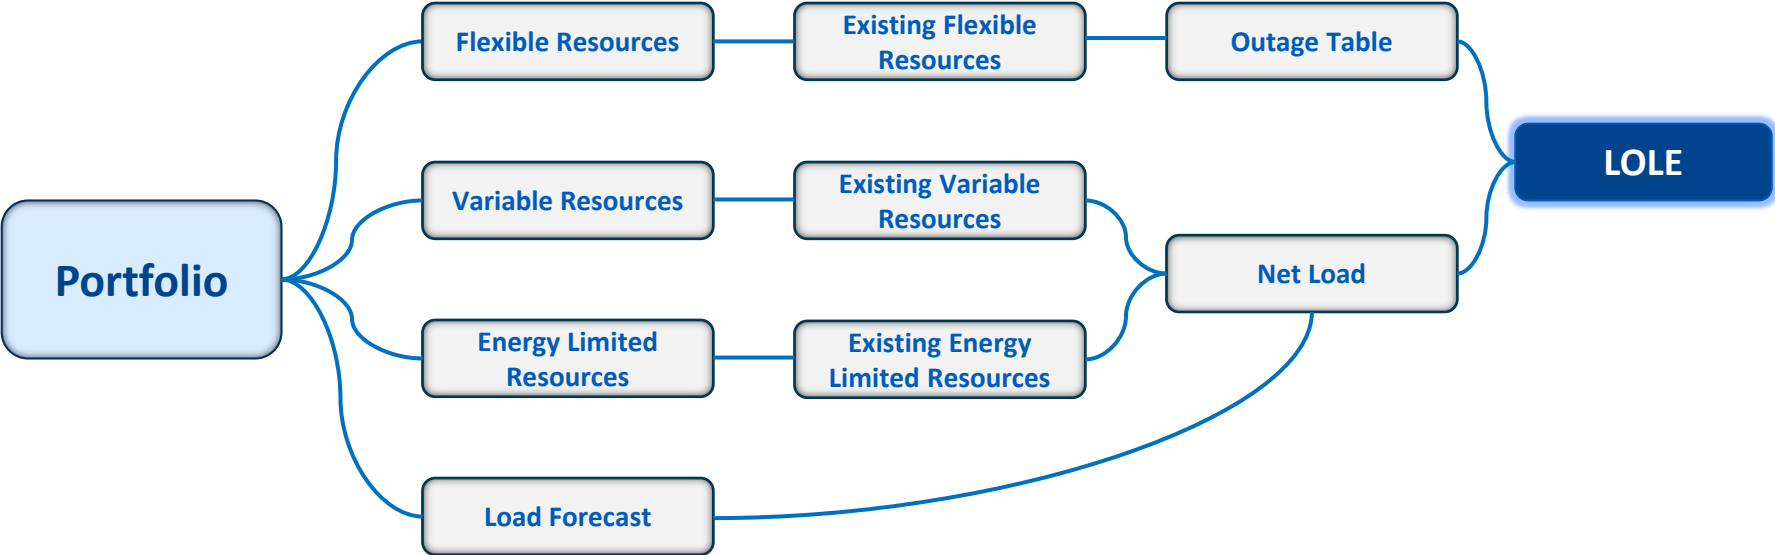 Flexible Resources
Existing Flexible
Resources
Outage Table
LOLE
Variable Resources
Existing Variable
Resources
Portfolio
Net Load
Energy Limited
Resources
Existing Energy
Limited Resources
Load Forecast